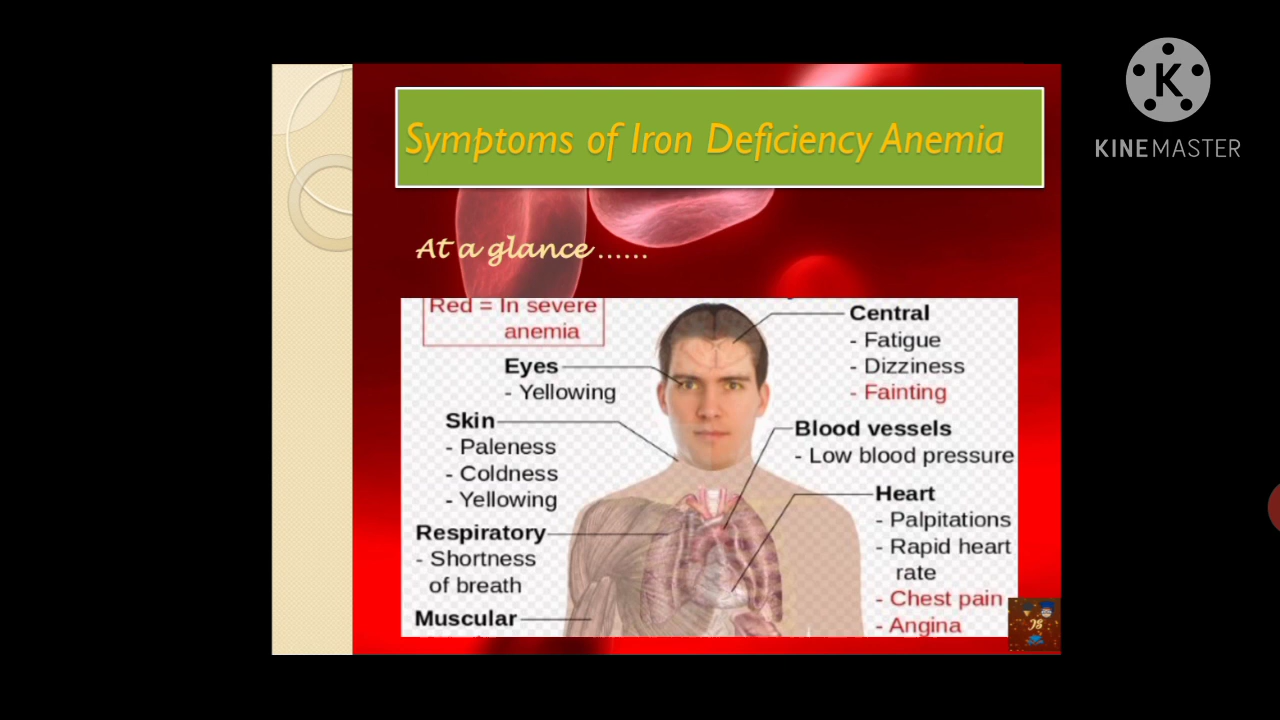 K
KINEMASTER
Symptoms of Iron Deficiency Anemia
At a glance ......
Red = In severe
anemia
Eyes
- Yellowing
Skin
- Paleness
- Coldness
- Yellowing
Respiratory
- Shortness
of breath
Muscular
Central
- Fatigue
- Dizziness
- Fainting
Blood vessels
- Low blood pressure
Heart
- Palpitations
- Rapid heart
rate
- Chest pain
- Angina